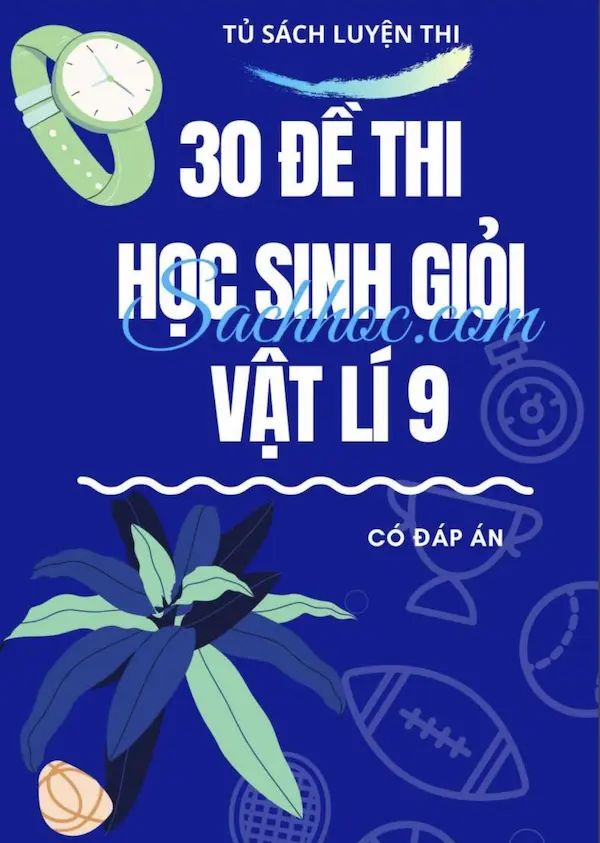 TỦ SÁCH LUYỆN THI
30 ĐỀ THI
HỌC SINH GIỎI
Sachhoc.com
VẬT LÍ 9
CÓ ĐÁP ÁN